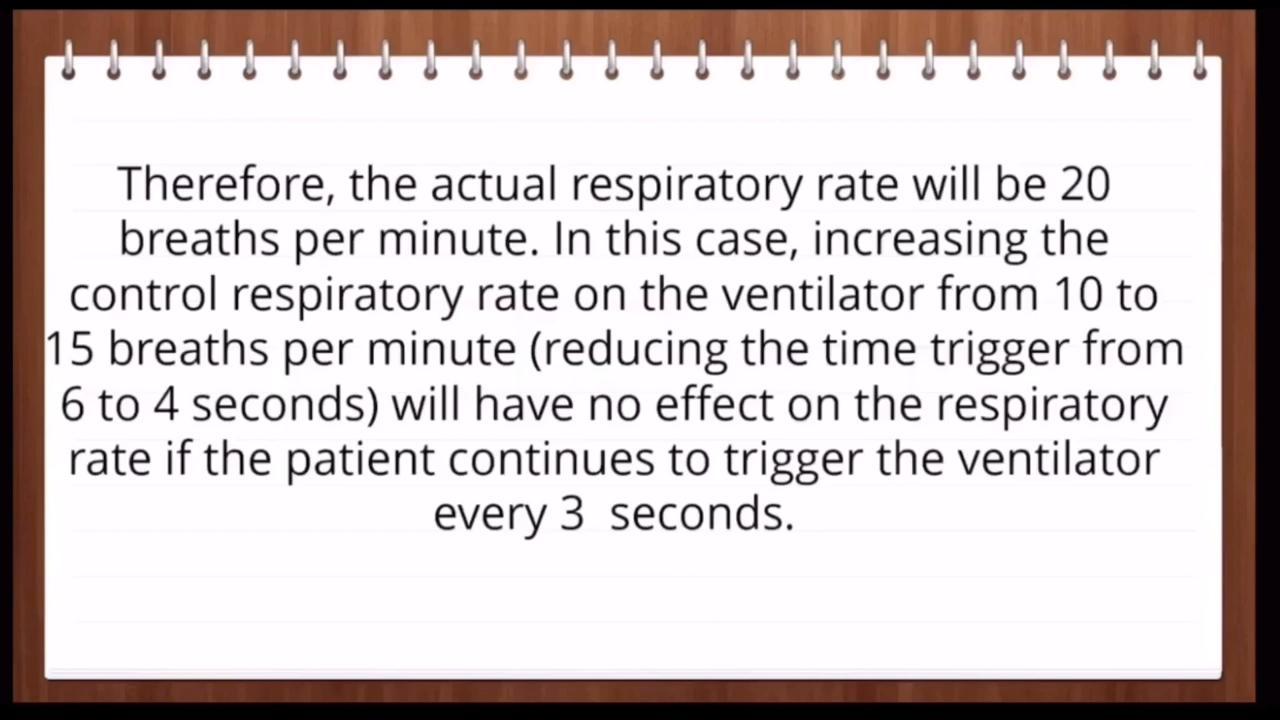 Therefore, the actual respiratory rate will be 20
breaths per minute. In this case, increasing the
control respiratory rate on the ventilator from 10 to
15 breaths per minute (reducing the time trigger from
6 to 4 seconds) will have no effect on the respiratory
rate if the patient continues to trigger the ventilator
every 3  seconds.